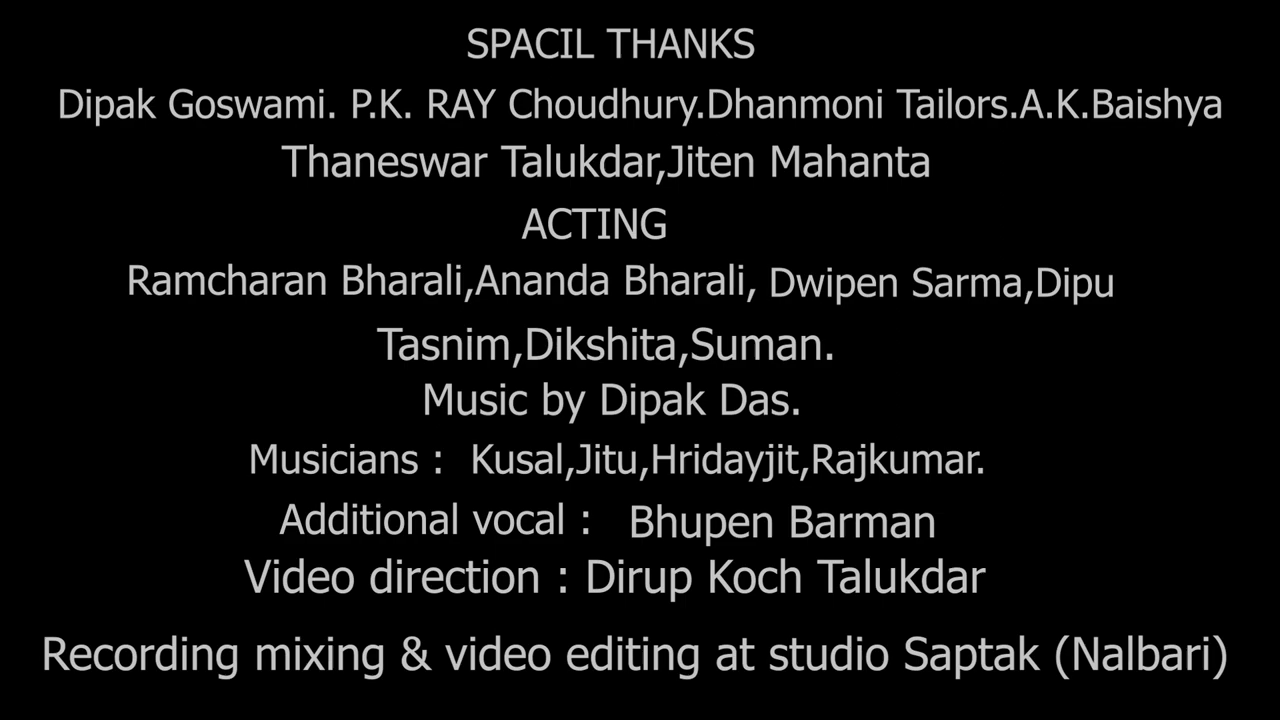 SPACIL THANKS
Dipak Goswami. P.K. RAY Choudhury.Dhanmoni Tailors.A.K.Baishya
Thaneswar Talukdar,Jiten Mahanta
ACTING
Ramcharan Bharali,Ananda Bharali, Dwipen Sarma,Dipu
Tasnim,Dikshita,Suman.
Music by Dipak Das.
Musicians : Kusal,Jitu,Hridayjit,Rajkumar.
Additional vocal : Bhupen Barman
Video direction : Dirup Koch Talukdar
Recording mixing & video editing at studio Saptak (Nalbari)